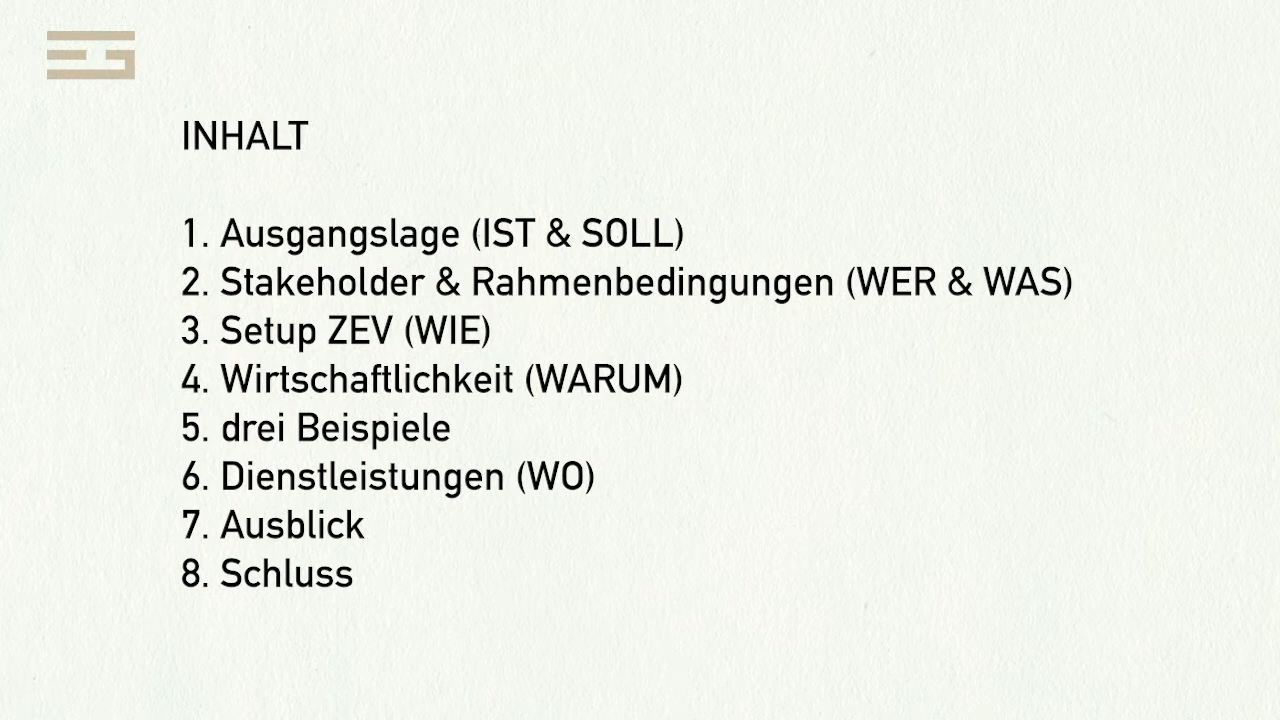 INHALT
1. Ausgangslage (IST & SOLL)
2. Stakeholder & Rahmenbedingungen (WER & WAS)
3. Setup ZEV (WIE)
4. Wirtschaftlichkeit (WARUM)
5. drei Beispiele
6. Dienstleistungen (WO)
7. Ausblick
8. Schluss